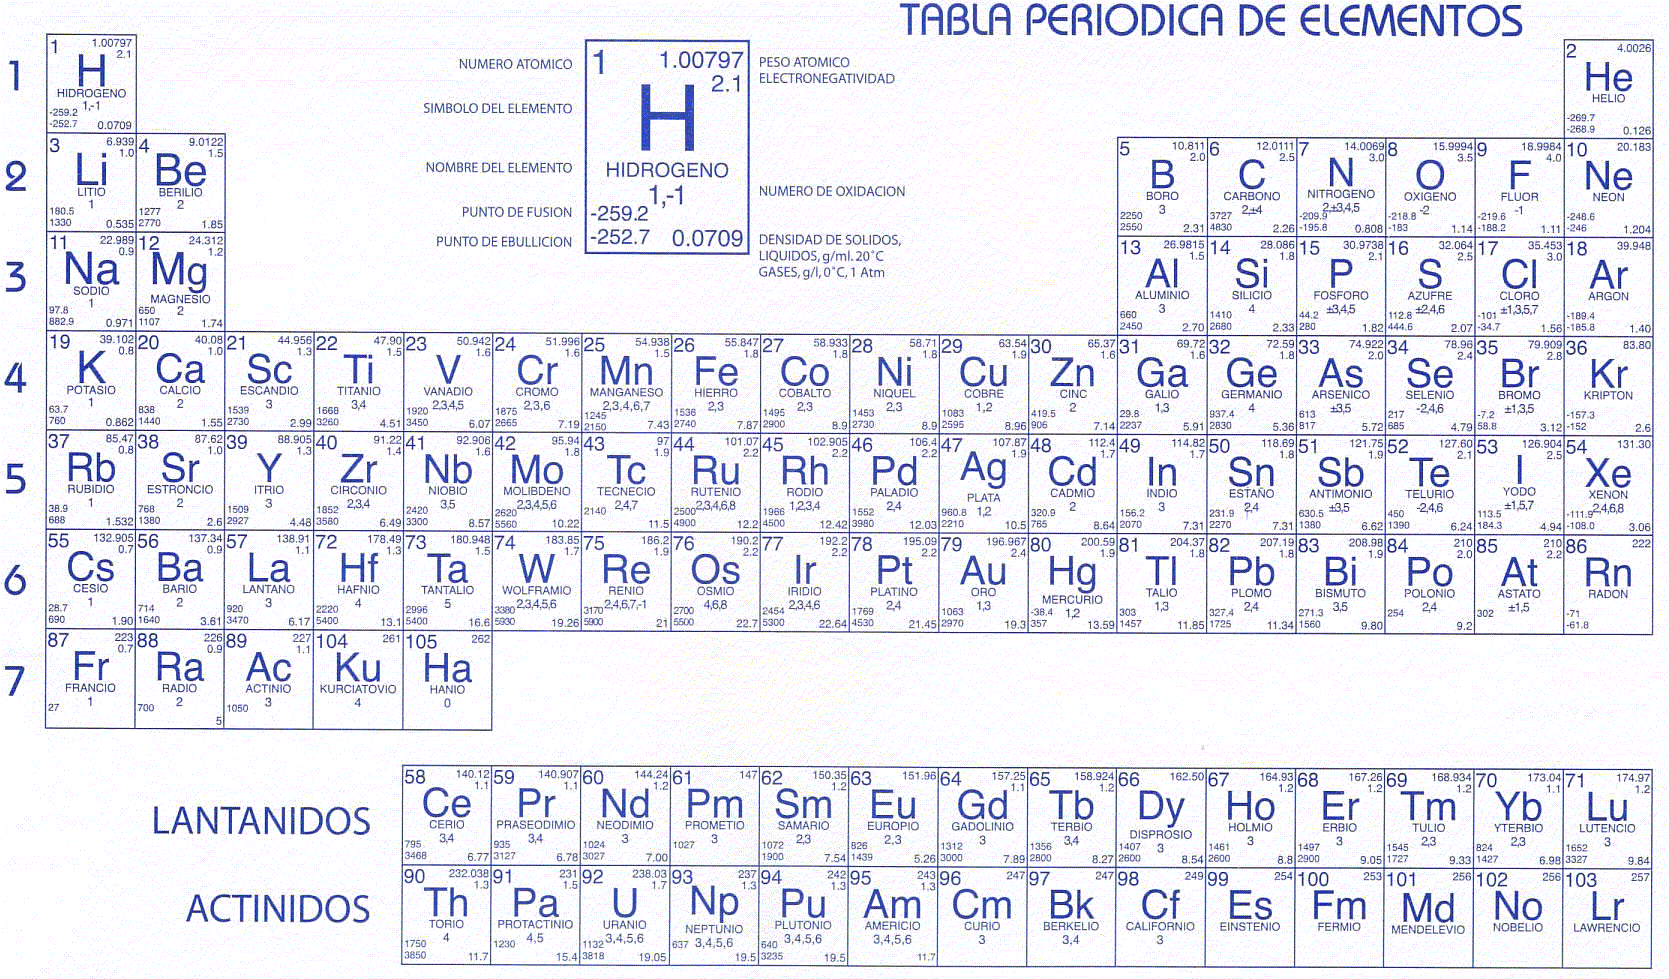 TABLA PERIODICA DE ELEMENTOS
NUMERO ATOMICO
SIMBOLO DEL ELEMENTO
NOMBRE DEL ELEMENTO
PUNTO DE FUSION
PUNTO DE EBULLICION
1 1.00797
2.1
H
HIDROGENO
1,-1
-259.2
-252.7 0.0709
PESO ATOMICO
ELECTRONEGATIVIDAD
NUMERO DE OXIDACION
DENSIDAD DE SOLIDOS,
LIQUIDOS, g/ml. 20°C
GASES, g/l, 0°C, 1 Atm
1
1 1.00797 2.1 H HIDROGENO 1,-1 -259.2 -252.7 0.0709
2 4.0026 He HELIO -269.7 -268.9 0.126
2
3 6.939 1.0 Li LITIO 1 180.5 1330 0.535
4 9.0122 1.5 Be BERILIO 2 1277 2770 1.85
5 10.811 2.0 B BORO 3 2250 2550 2.31
6 12.0111 2.5 C CARBONO 2,±4 3727 4830 2.26
7 14.0069 3.0 N NITROGENO 2,±3,4,5 -209.9 -195.8 0.808
8 15.9994 3.5 O OXIGENO -2 -218.8 -183 1.14
9 18.9984 4.0 F FLUOR -1 -219.6 -188.2 1.11
10 20.183 Ne NEON -248.6 -246 1.204
3
11 22.989 0.9 Na SODIO 1 97.8 882.9 0.971
12 24.312 1.2 Mg MAGNESIO 2 650 1107 1.74
13 26.9815 1.5 Al ALUMINIO 3 660 2450 2.70
14 28.086 1.8 Si SILICIO 4 1410 2680 2.33
15 30.9738 2.1 P FOSFORO ±3,4,5 44.2 280 1.82
16 32.064 2.5 S AZUFRE ±2,4,6 112.8 444.6 2.07
17 35.453 3.0 Cl CLORO ±1,3,5,7 -101 -34.7 1.56
18 39.948 Ar ARGON -189.4 -185.8 1.40
4
19 39.102 0.8 K POTASIO 1 63.7 760 0.862
20 40.08 1.0 Ca CALCIO 2 838 1440 1.55
21 44.956 1.3 Sc ESCANDIO 3 1539 2730 2.99
22 47.90 1.5 Ti TITANIO 3,4 1668 3260 4.51
23 50.942 1.6 V VANADIO 2,3,4,5 1920 3450 6.07
24 51.996 1.6 Cr CROMO 2,3,6 1875 2665 7.19
25 54.938 1.5 Mn MANGANESO 2,3,4,6,7 1245 2150 7.43
26 55.847 1.8 Fe HIERRO 2,3 1536 2740 7.87
27 58.933 1.8 Co COBALTO 2,3 1495 2900 8.9
28 58.71 1.8 Ni NIQUEL 2,3 1453 2730 8.9
29 63.54 1.9 Cu COBRE 1,2 1083 2595 8.96
30 65.37 1.6 Zn CINC 2 419.5 906 7.14
31 69.72 1.6 Ga GALIO 1,3 29.8 2237 5.91
32 72.59 1.8 Ge GERMANIO 4 937.4 2830 5.36
33 74.922 2.0 As ARSENICO ±3,5 613 817 5.72
34 78.96 2.4 Se SELENIO -2,4,6 217 685 4.79
35 79.909 2.8 Br BROMO ±1,3,5 -7.2 58.8 3.12
36 83.80 Kr KRIPTON -157.3 -152 2.6
5
37 85.47 0.8 Rb RUBIDIO 1 38.9 688 1.532
38 87.62 1.0 Sr ESTRONCIO 2 768 1380 2.6
39 88.905 1.3 Y ITRIO 3 1509 2927 4.48
40 91.22 1.4 Zr CIRCONIO 2,3,4 1852 3580 6.49
41 92.906 1.6 Nb NIOBIO 3,5 2420 3300 8.57
42 95.94 1.8 Mo MOLIBDENO 2,3,4,5,6 2620 5560 10.22
43 97 1.9 Tc TECNECIO 2,4,7 2140 11.5
44 101.07 2.2 Ru RUTENIO 2,3,4,6,8 2500 4900 12.2
45 102.905 2.2 Rh RODIO 1,2,3,4 1966 4500 12.42
46 106.4 2.2 Pd PALADIO 2,4 1552 3980 12.03
47 107.87 1.9 Ag PLATA 1,2 960.8 2210 10.5
48 112.4 1.7 Cd CADMIO 2 320.9 765 8.64
49 114.82 1.7 In INDIO 3 156.2 2070 7.31
50 118.69 1.8 Sn ESTAÑO 2,4 231.9 2270 7.31
51 121.75 1.9 Sb ANTIMONIO ±3,5 630.5 1380 6.62
52 127.60 2.1 Te TELURIO -2,4,6 450 1390 6.24
53 126.904 2.5 I YODO ±1,5,7 113.5 184.3 4.94
54 131.30 Xe XENON 2,4,6,8 -111.9 -108.0 3.06
6
55 132.905 0.7 Cs CESIO 1 28.7 690 1.90
56 137.34 0.9 Ba BARIO 2 714 1640 3.61
57 138.91 1.1 La LANTANO 3 920 3470 6.17
72 178.49 1.3 Hf HAFNIO 4 2220 5400 13.1
73 180.948 1.5 Ta TANTALIO 5 2996 5400 16.6
74 183.85 1.7 W WOLFRAMIO 2,3,4,5,6 3380 5930 19.26
75 186.2 1.9 Re RENIO 2,4,6,7,-1 3170 5900 21
76 190.2 2.2 Os OSMIO 4,6,8 2700 5500 22.7
77 192.2 2.2 Ir IRIDIO 2,3,4,6 2454 5300 22.64
78 195.09 2.2 Pt PLATINO 2,4 1769 4530 21.45
79 196.967 2.4 Au ORO 1,3 1063 2970 19.3
80 200.59 1.9 Hg MERCURIO 1,2 -38.4 357 13.59
81 204.37 1.8 Tl TALIO 1,3 303 1457 11.85
82 207.19 1.8 Pb PLOMO 2,4 327.4 1725 11.34
83 208.98 1.9 Bi BISMUTO 3,5 271.3 1560 9.80
84 210 2.0 Po POLONIO 2,4 254 9.2
85 210 2.2 At ASTATO ±1,5 302
86 222 Rn RADON -71 -61.8
7
87 223 0.7 Fr FRANCIO 1 27
88 226 0.9 Ra RADIO 2 700 5
89 227 1.1 Ac ACTINIO 3 1050
104 261 Ku KURCIATOVIO 4
105 262 Ha HANIO 0
LANTANIDOS
58 140.12 1.1 Ce CERIO 3,4 795 3468 6.77
59 140.907 1.1 Pr PRASEODIMIO 3,4 935 3127 6.78
60 144.24 1.2 Nd NEODIMIO 3 1024 3027 7.00
61 147 Pm PROMETIO 3 1027
62 150.35 1.2 Sm SAMARIO 2,3 1072 1900 7.54
63 151.96 Eu EUROPIO 2,3 826 1439 5.26
64 157.25 1.1 Gd GADOLINIO 3 1312 3000 7.89
65 158.924 1.2 Tb TERBIO 3,4 1356 2800 8.27
66 162.50 Dy DISPROSIO 3 1407 2600 8.54
67 164.93 1.2 Ho HOLMIO 3 1461 2600 8.8
68 167.26 1.2 Er ERBIO 3 1497 2900 9.05
69 168.934 1.2 Tm TULIO 2,3 1545 1727 9.33
70 173.04 1.1 Yb YTERBIO 2,3 824 1427 6.98
71 174.97 1.2 Lu LUTENCIO 3 1652 3327 9.84
ACTINIDOS
90 232.038 1.3 Th TORIO 4 1750 3850 11.7
91 231 1.5 Pa PROTACTINIO 4,5 1230 15.4
92 238.03 1.7 U URANIO 3,4,5,6 1132 3818 19.05
93 237 1.3 Np NEPTUNIO 3,4,5,6 637 19.5
94 242 1.3 Pu PLUTONIO 3,4,5,6 640 3235 19.5
95 243 1.3 Am AMERICIO 3,4,5,6 11.7
96 247 Cm CURIO 3
97 247 Bk BERKELIO 3,4
98 249 Cf CALIFORNIO 3
99 254 Es EINSTENIO
100 253 Fm FERMIO
101 256 Md MENDELEVIO
102 256 No NOBELIO
103 257 Lr LAWRENCIO